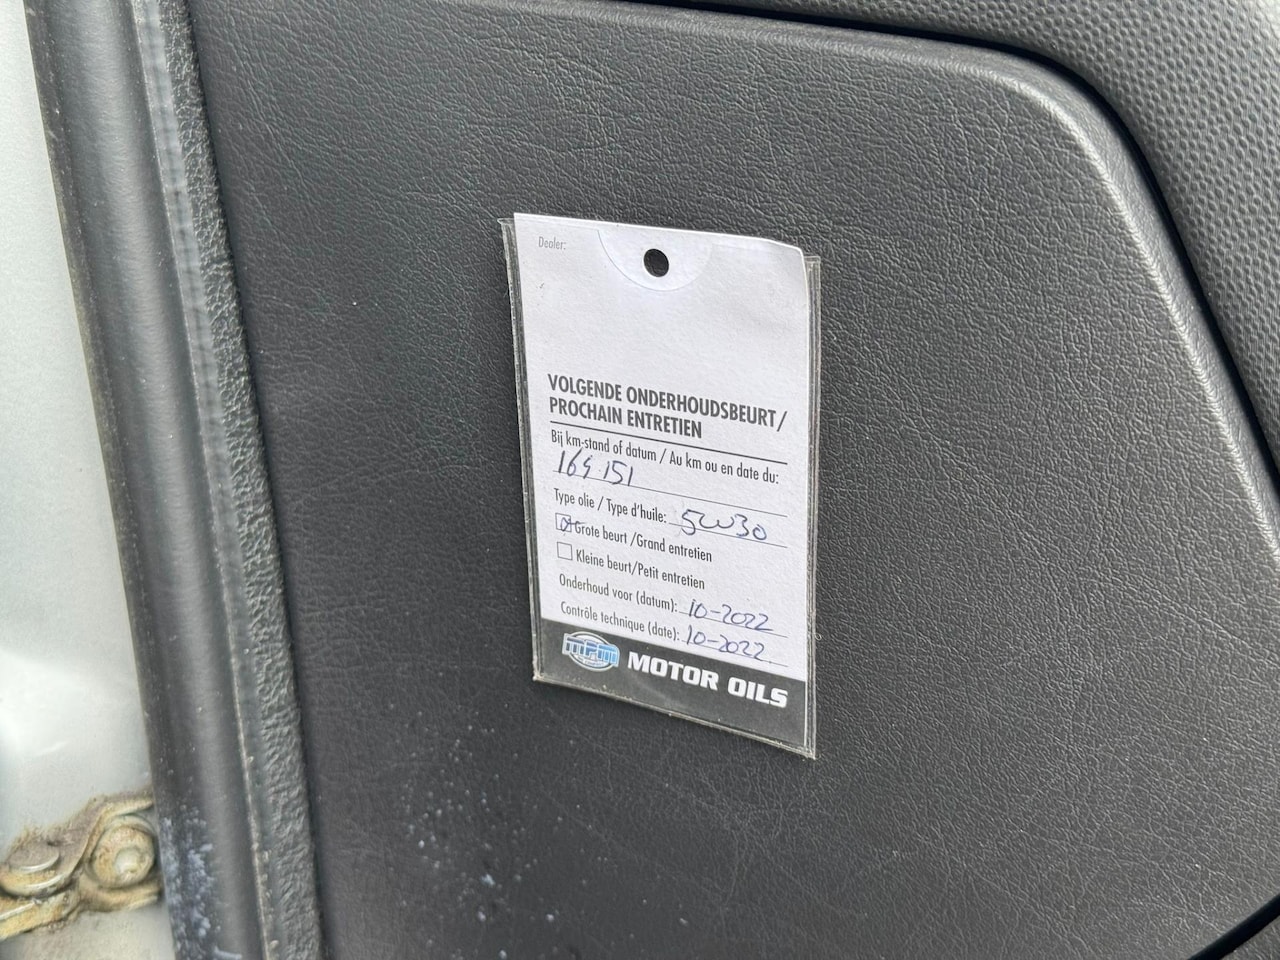 Dealer:
VOLGENDE ONDERHOUDSBEURT/
PROCHAIN ENTRETIEN
Bij km-stand of datum / Au km ou en date du:
169.151
Type olie / Type d'huile: 5W30
Grote beurt /Grand entretien
Kleine beurt/Petit entretien
Onderhoud voor (datum): 10-2022
Contrôle technique (date): 10-2022
MPM MOTOR OILS